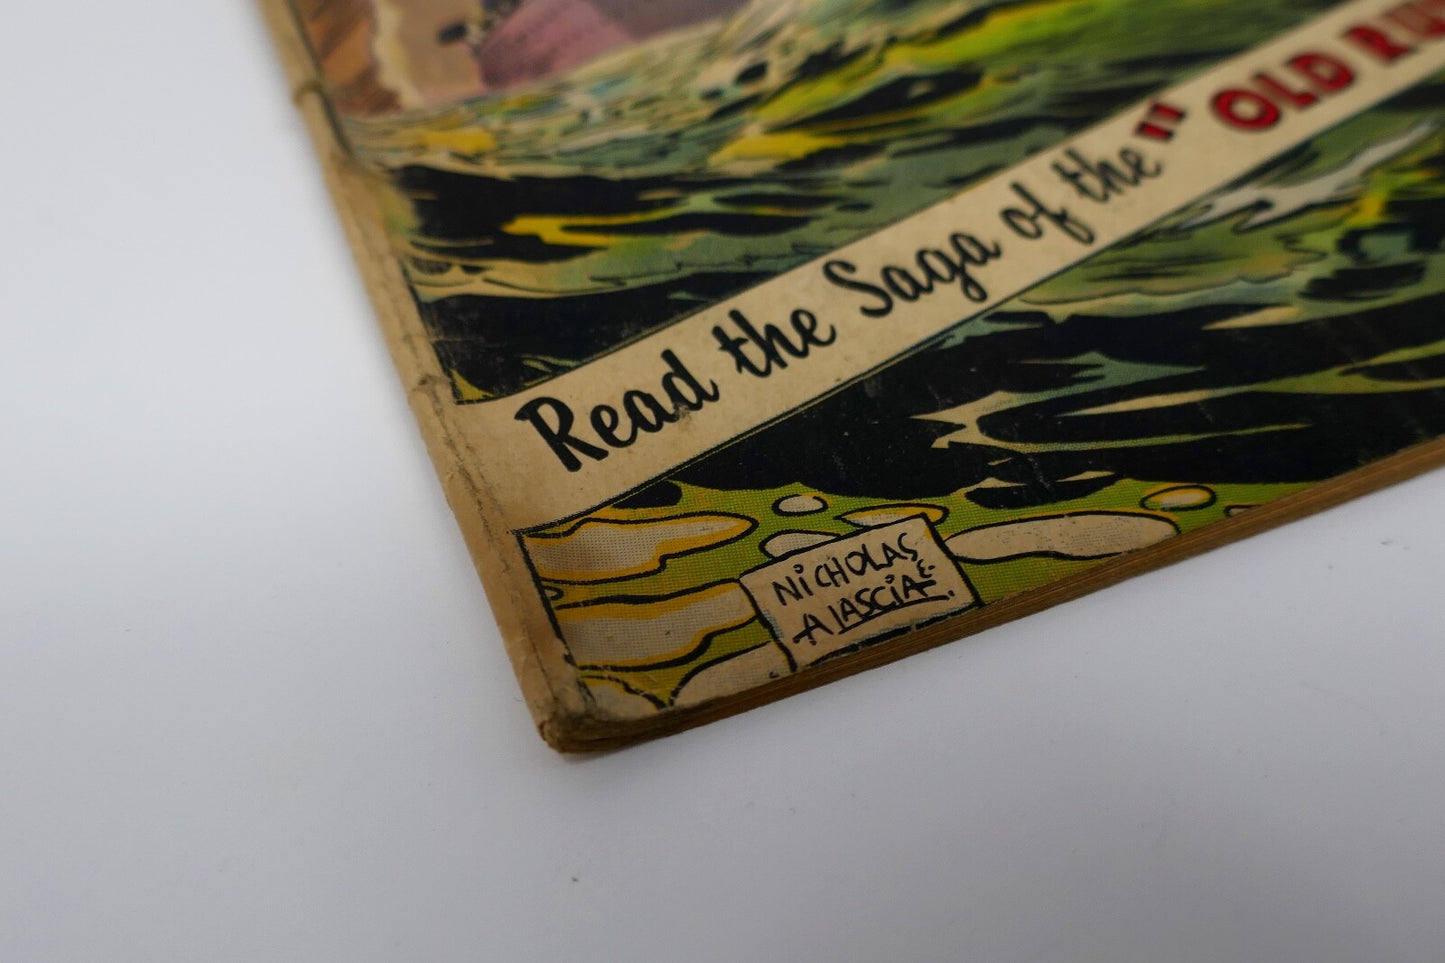 Read the Saga of the "OLD
NICHOLAS
ALASCIA